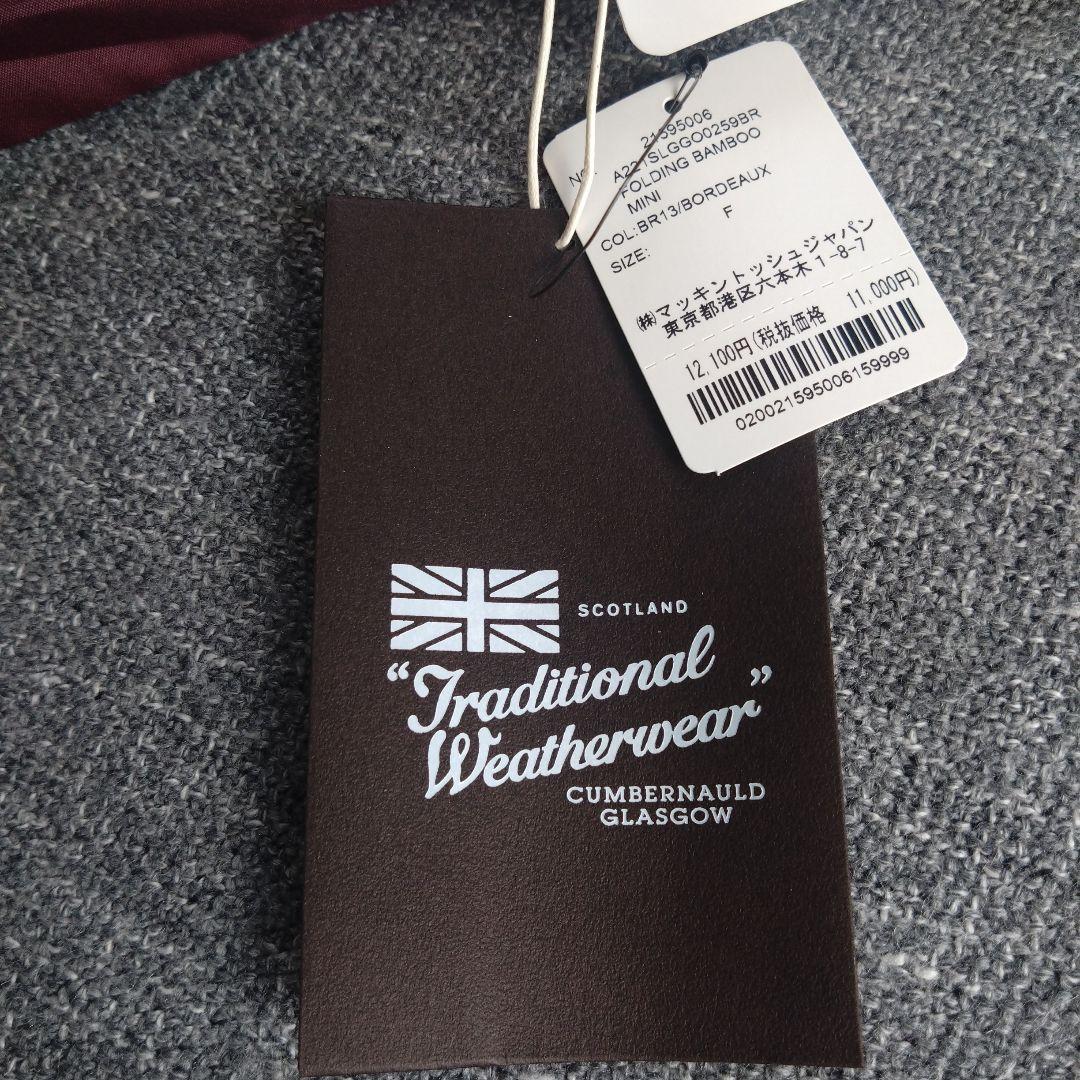 21595006
NO. A221SLGGO0259BR
FOLDING BAMBOO
MINI
COL:BR13/BORDEAUX
SIZE: F
㈱マッキントッシュジャパン
東京都港区六本木1-8-7
12,100円(税抜価格 11,000円)
020021595006159999
SCOTLAND
“Traditional
Weatherwear”
CUMBERNAULD
GLASGOW